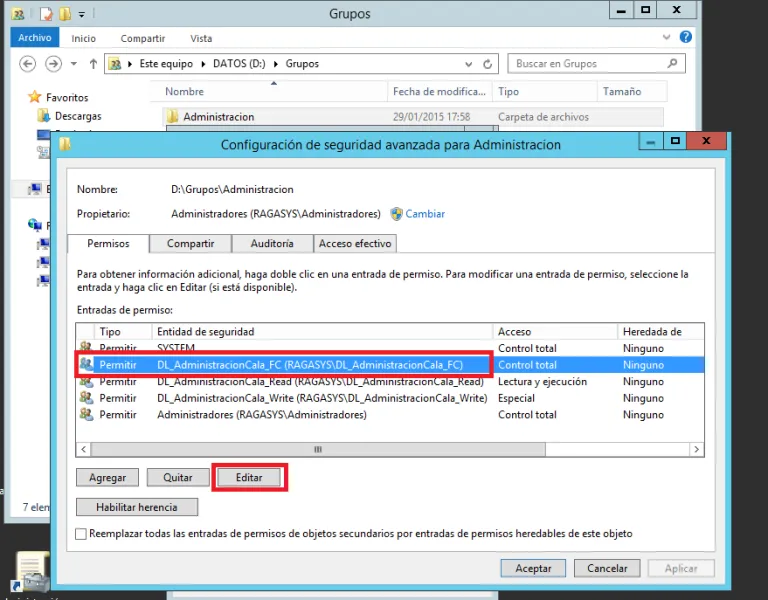 Grupos
Archivo Inicio Compartir Vista
Este equipo DATOS (D:) Grupos
Buscar en Grupos
Favoritos
Descargas
Nombre Fecha de modifica... Tipo Tamaño
Administracion 29/01/2015 17:58 Carpeta de archivos
Configuración de seguridad avanzada para Administracion
Nombre: D:\Grupos\Administracion
Propietario: Administradores (RAGASYS\Administradores) Cambiar
Permisos Compartir Auditoría Acceso efectivo
Para obtener información adicional, haga doble clic en una entrada de permiso. Para modificar una entrada de permiso, seleccione la
entrada y haga clic en Editar (si está disponible).
Entradas de permiso:
Tipo Entidad de seguridad Acceso Heredada de
Permitir SYSTEM Control total Ninguno
Permitir DL_AdministracionCala_FC (RAGASYS\DL_AdministracionCala_FC) Control total Ninguno
Permitir DL_AdministracionCala_Read (RAGASYS\DL_AdministracionCala_Read) Lectura y ejecución Ninguno
Permitir DL_AdministracionCala_Write (RAGASYS\DL_AdministracionCala_Write) Especial Ninguno
Permitir Administradores (RAGASYS\Administradores) Control total Ninguno
Agregar Quitar Editar
7 elen
Habilitar herencia
Reemplazar todas las entradas de permisos de objetos secundarios por entradas de permisos heredables de este objeto
Aceptar Cancelar Aplicar